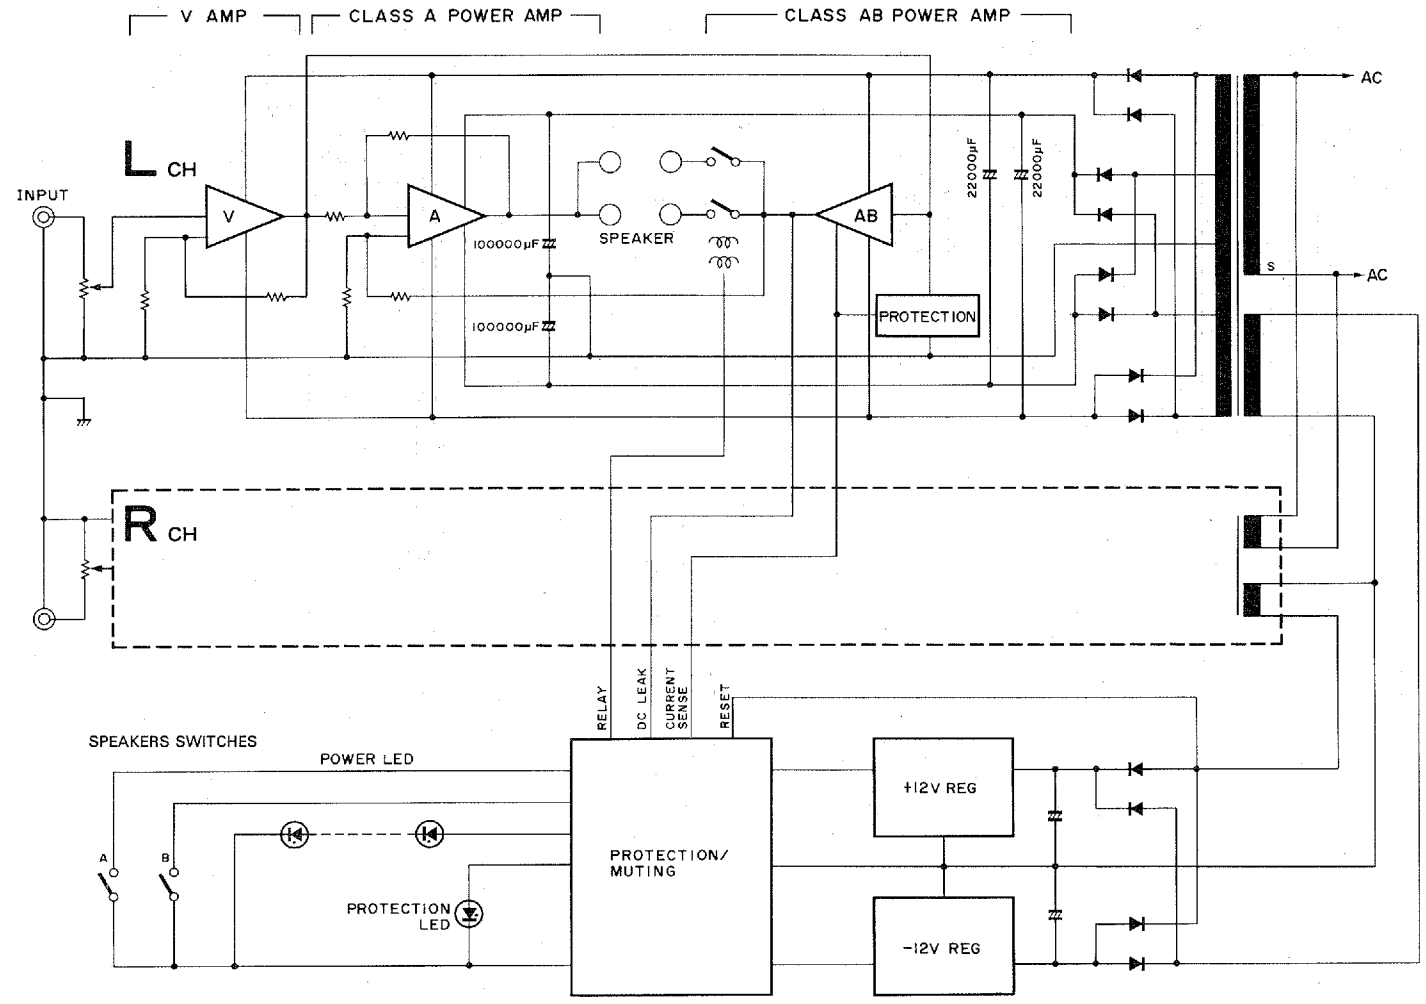 V AMP
CLASS A POWER AMP
CLASS AB POWER AMP
AC
L CH
INPUT
22000µF
22000µF
V
A
AB
SPEAKER
100000µF
S
AC
100000µF
PROTECTION
R CH
RELAY
DC LEAK
CURRENT
SENSE
RESET
SPEAKERS SWITCHES
POWER LED
+12V REG
A
B
PROTECTION/
MUTING
PROTECTION
LED
-12V REG